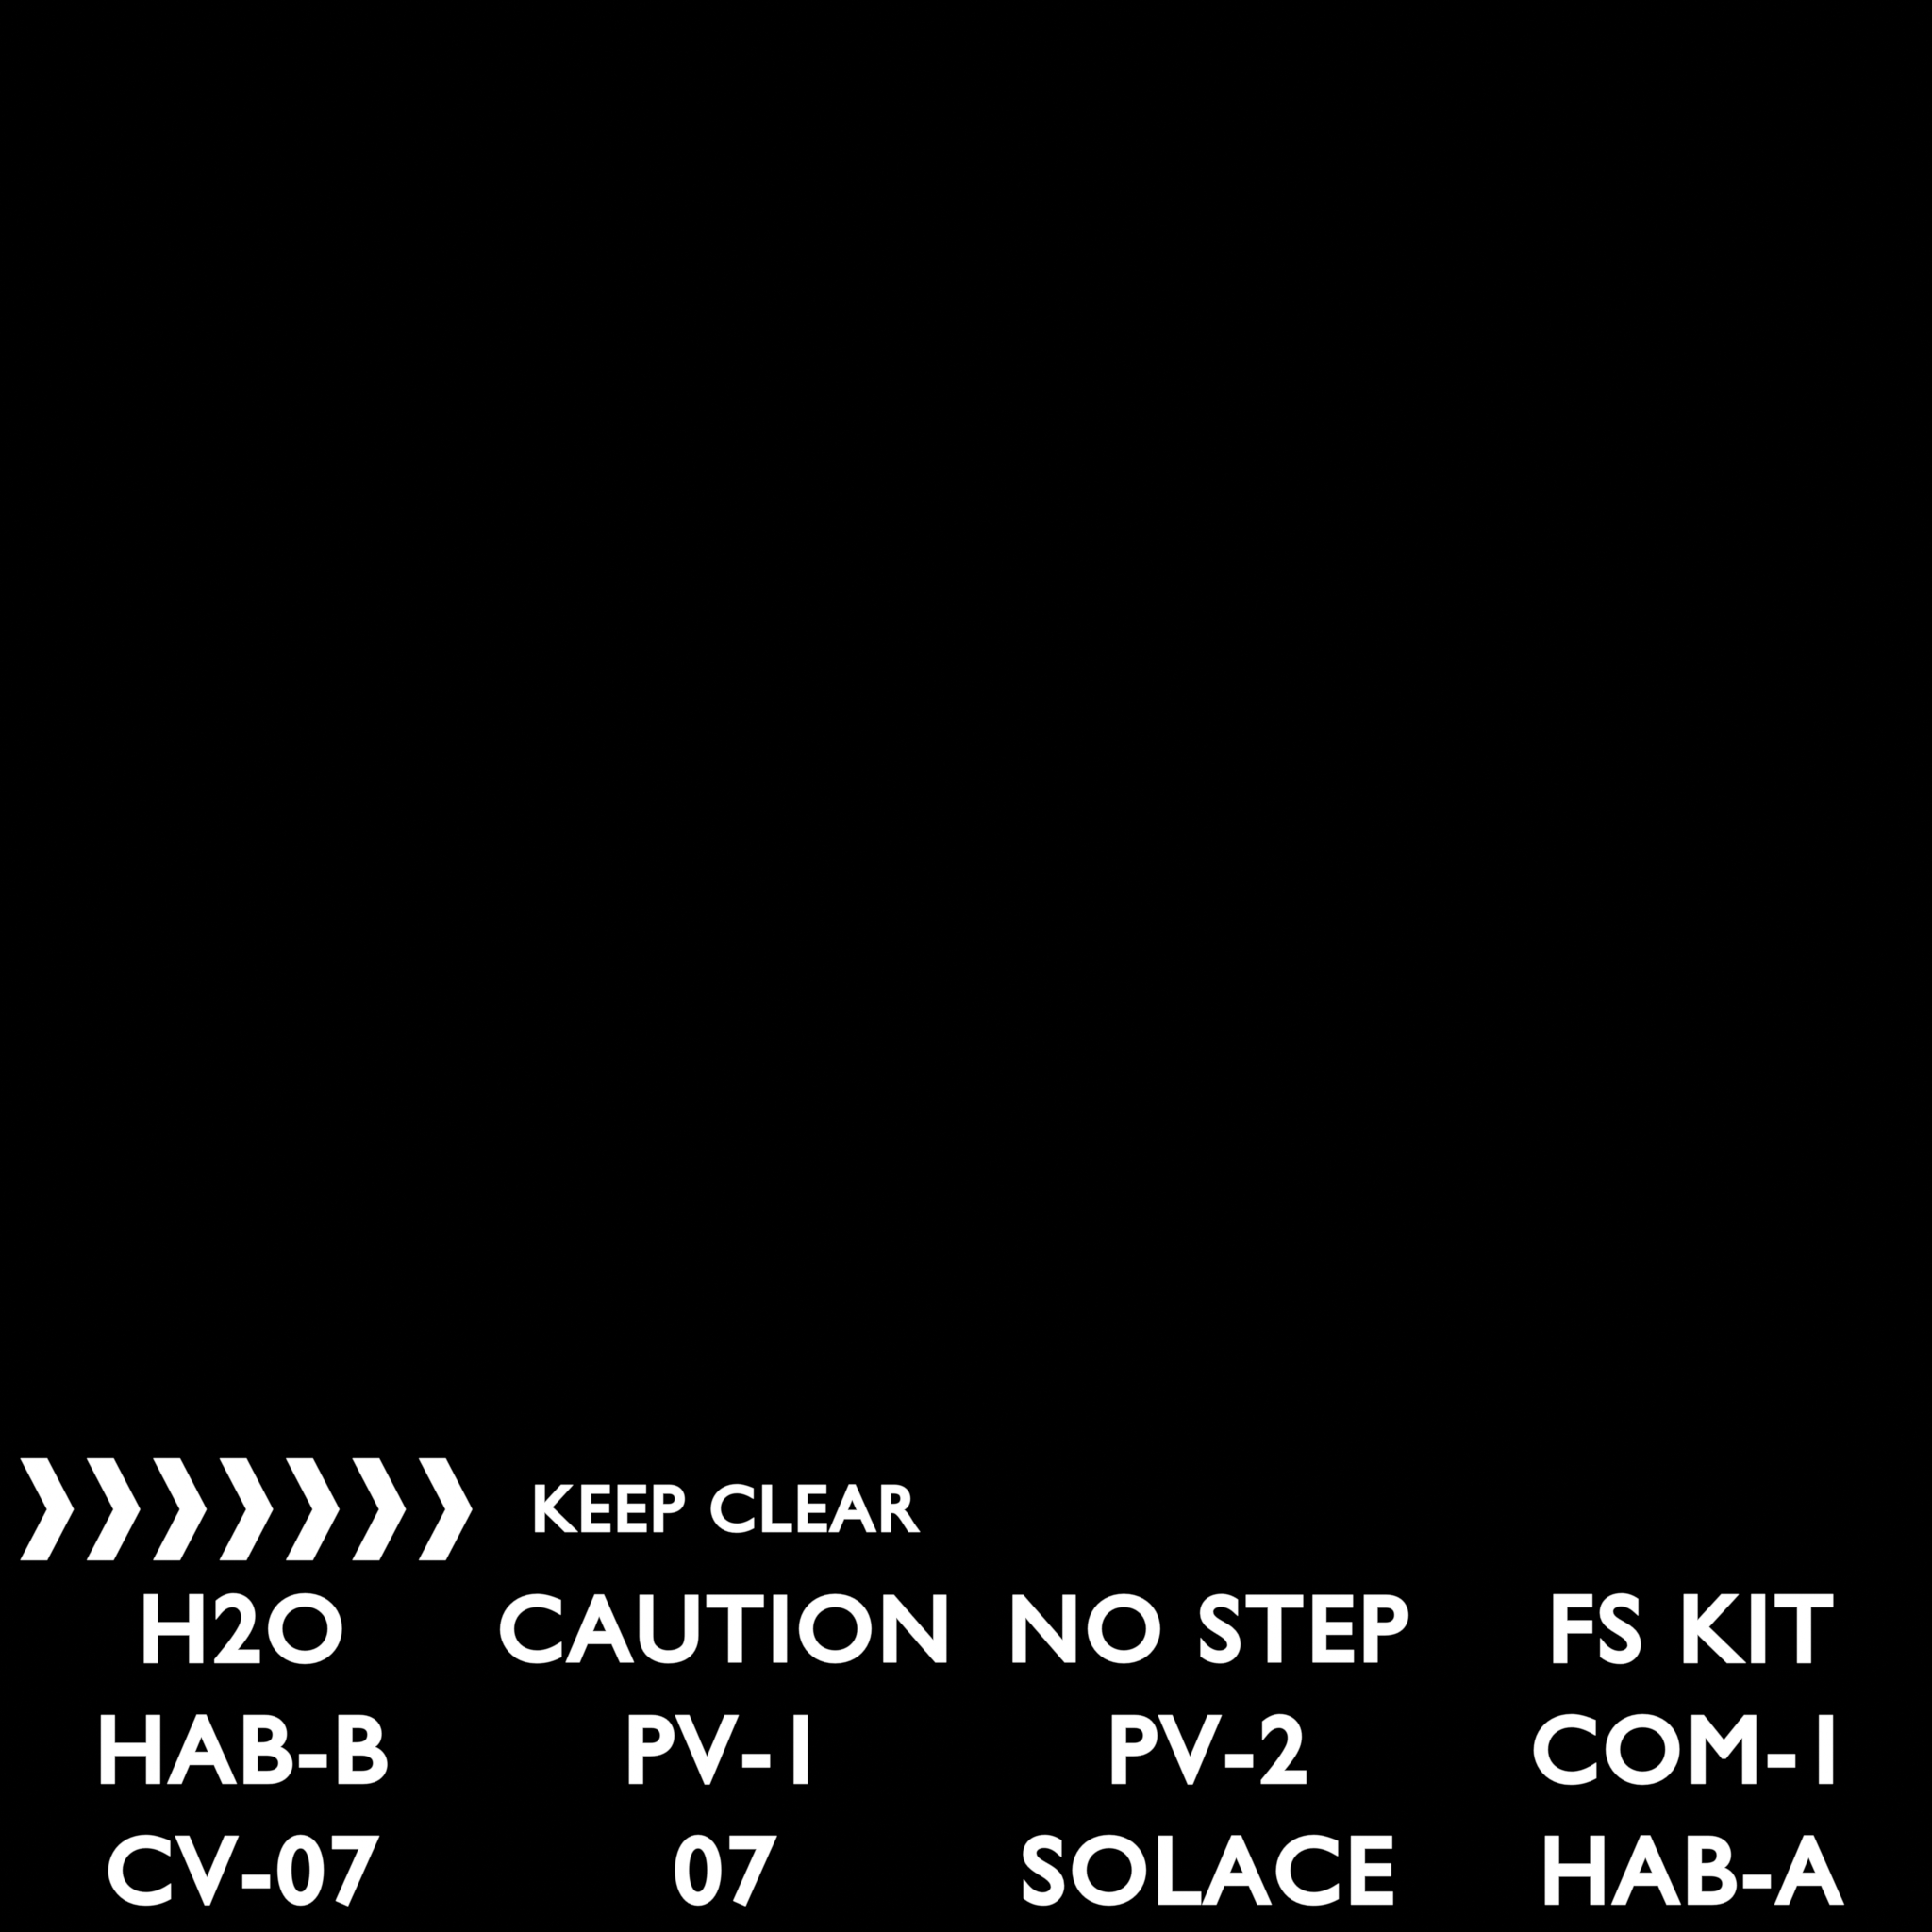 KEEP CLEAR
H2O CAUTION NO STEP FS KIT
HAB-B PV-1 PV-2 COM-1
CV-07 07 SOLACE HAB-A